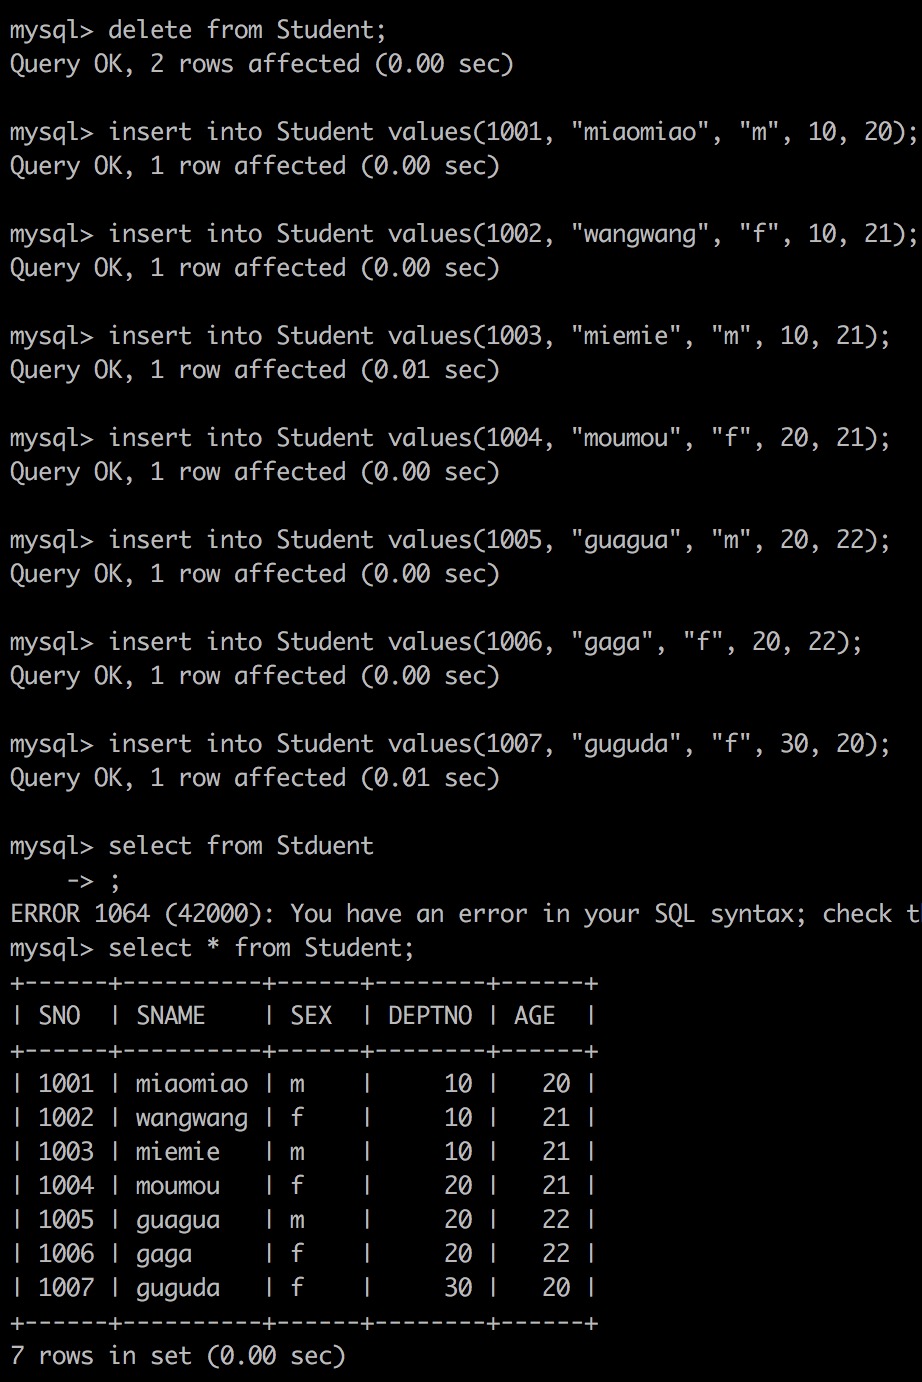 mysql> delete from Student;
Query OK, 2 rows affected (0.00 sec)
mysql> insert into Student values(1001, "miaomiao", "m", 10, 20);
Query OK, 1 row affected (0.00 sec)
mysql> insert into Student values(1002, "wangwang", "f", 10, 21);
Query OK, 1 row affected (0.00 sec)
mysql> insert into Student values(1003, "miemie", "m", 10, 21);
Query OK, 1 row affected (0.01 sec)
mysql> insert into Student values(1004, "moumou", "f", 20, 21);
Query OK, 1 row affected (0.00 sec)
mysql> insert into Student values(1005, "guagua", "m", 20, 22);
Query OK, 1 row affected (0.00 sec)
mysql> insert into Student values(1006, "gaga", "f", 20, 22);
Query OK, 1 row affected (0.00 sec)
mysql> insert into Student values(1007, "guguda", "f", 30, 20);
Query OK, 1 row affected (0.01 sec)
mysql> select from Stduent
    -> ;
ERROR 1064 (42000): You have an error in your SQL syntax; check t
mysql> select * from Student;
+------+----------+------+--------+------+
| SNO  | SNAME    | SEX  | DEPTNO | AGE  |
+------+----------+------+--------+------+
| 1001 | miaomiao | m    |     10 |   20 |
| 1002 | wangwang | f    |     10 |   21 |
| 1003 | miemie   | m    |     10 |   21 |
| 1004 | moumou   | f    |     20 |   21 |
| 1005 | guagua   | m    |     20 |   22 |
| 1006 | gaga     | f    |     20 |   22 |
| 1007 | guguda   | f    |     30 |   20 |
+------+----------+------+--------+------+
7 rows in set (0.00 sec)